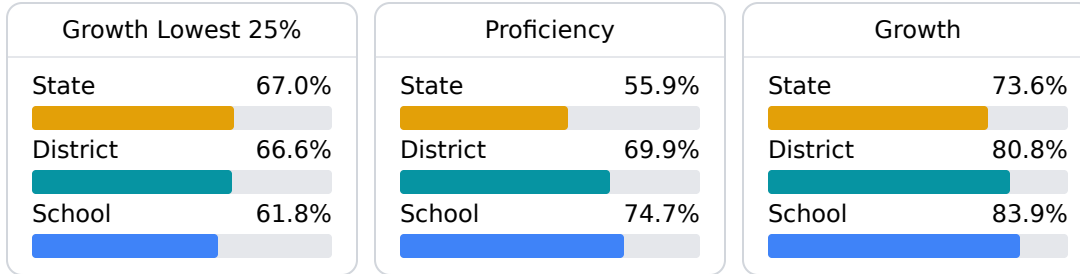 Growth Lowest 25%
State 67.0%
District 66.6%
School 61.8%
Proficiency
State 55.9%
District 69.9%
School 74.7%
Growth
State 73.6%
District 80.8%
School 83.9%